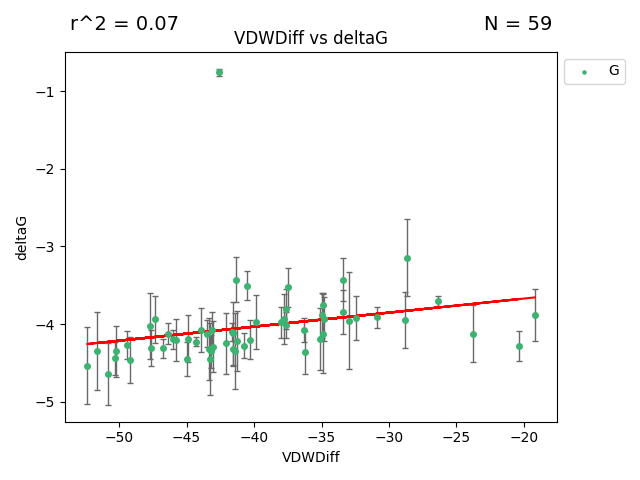 r^2 = 0.07
N = 59
VDWDiff vs deltaG
G
−1
−2
−3
−4
−5
deltaG
−50
−45
−40
−35
−30
−25
−20
VDWDiff